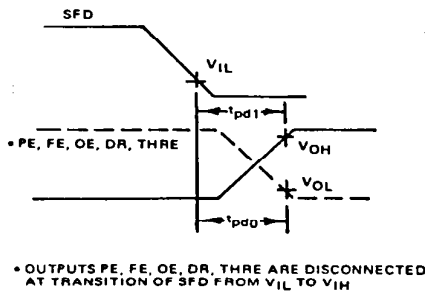 SFD
VIL
tpd1
• PE, FE, OE, DR, THRE
VOH
VOL
tpd0
• OUTPUTS PE, FE, OE, DR, THRE ARE DISCONNECTED
AT TRANSITION OF SFD FROM VIL TO VIH